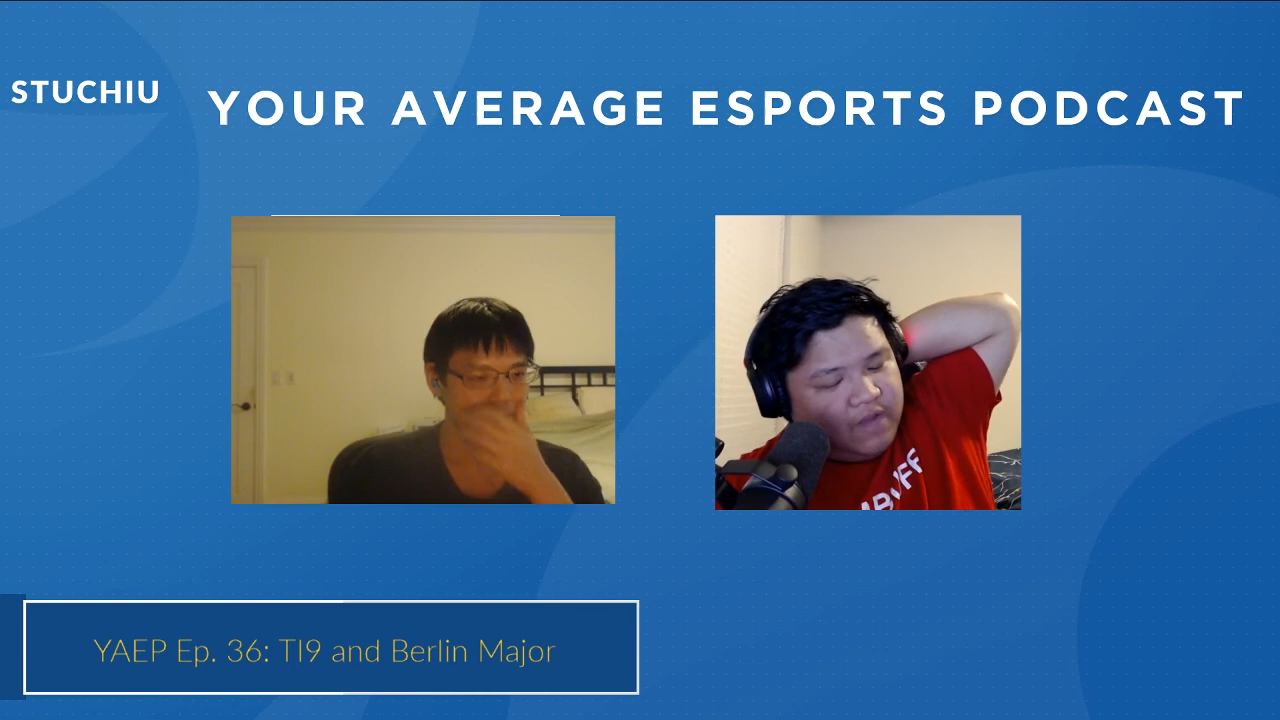 STUCHIU
YOUR AVERAGE ESPORTS PODCAST
YAEP Ep. 36: TI9 and Berlin Major